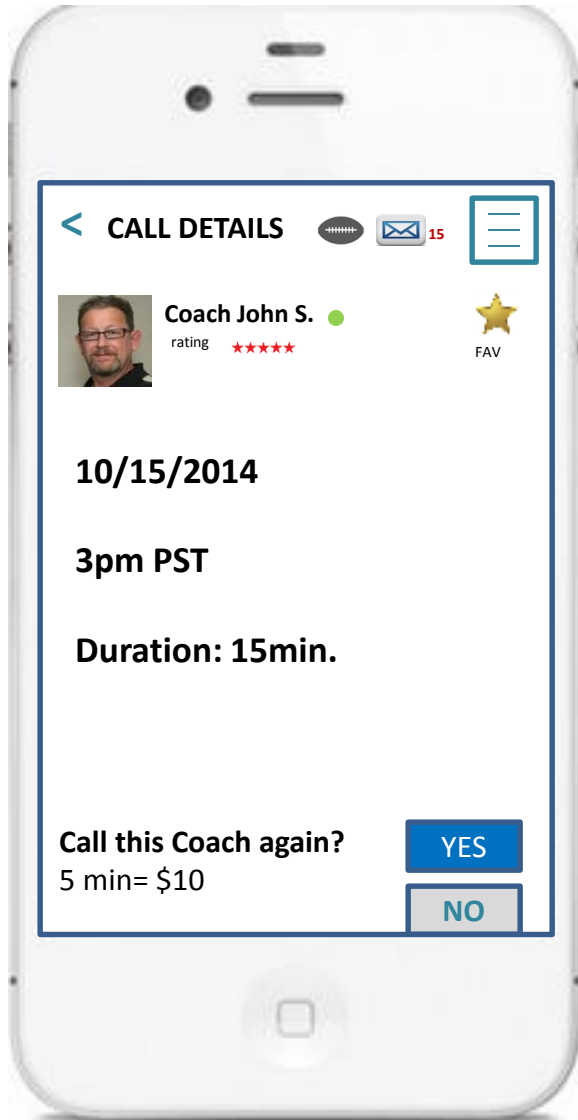 < CALL DETAILS 15
Coach John S.
rating ★★★★★
FAV
10/15/2014
3pm PST
Duration: 15min.
Call this Coach again?
YES
5 min= $10
NO